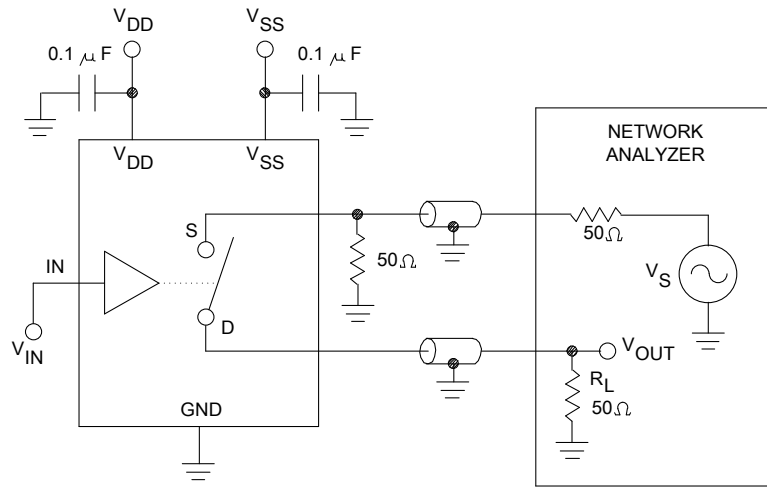 V_DD
V_SS
0.1 μF
0.1 μF
V_DD
V_SS
NETWORK
ANALYZER
S
50Ω
50Ω
V_S
IN
D
V_IN
V_OUT
R_L
50Ω
GND